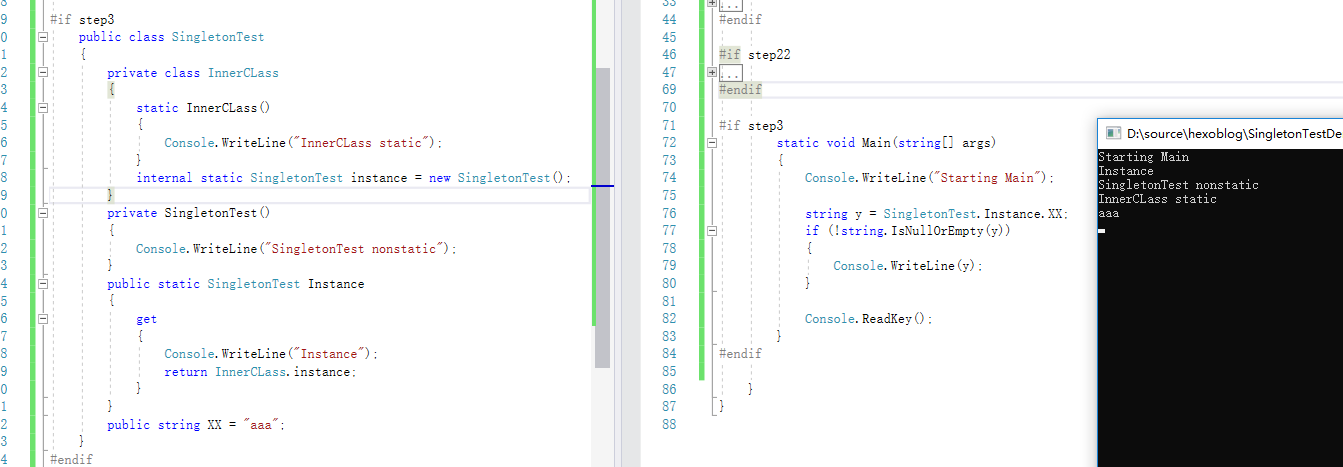 8
9 #if step3
0 public class SingletonTest
1 {
2 private class InnerCLass
3 {
4 static InnerCLass()
5 {
6 Console.WriteLine("InnerCLass static");
7 }
8 internal static SingletonTest instance = new SingletonTest();
9 }
0 private SingletonTest()
1 {
2 Console.WriteLine("SingletonTest nonstatic");
3 }
4 public static SingletonTest Instance
5 {
6 get
7 {
8 Console.WriteLine("Instance");
9 return InnerCLass.instance;
0 }
1 }
2 public string XX = "aaa";
3 }
4 #endif
33 ...
44 #endif
45
46 #if step22
47 ...
69 #endif
70
71 #if step3
72 static void Main(string[] args)
73 {
74 Console.WriteLine("Starting Main");
75
76 string y = SingletonTest.Instance.XX;
77 if (!string.IsNullOrEmpty(y))
78 {
79 Console.WriteLine(y);
80 }
81
82 Console.ReadKey();
83 }
84 #endif
85
86 }
87 }
88
D:\source\hexoblog\SingletonTestDe
Starting Main
Instance
SingletonTest nonstatic
InnerCLass static
aaa